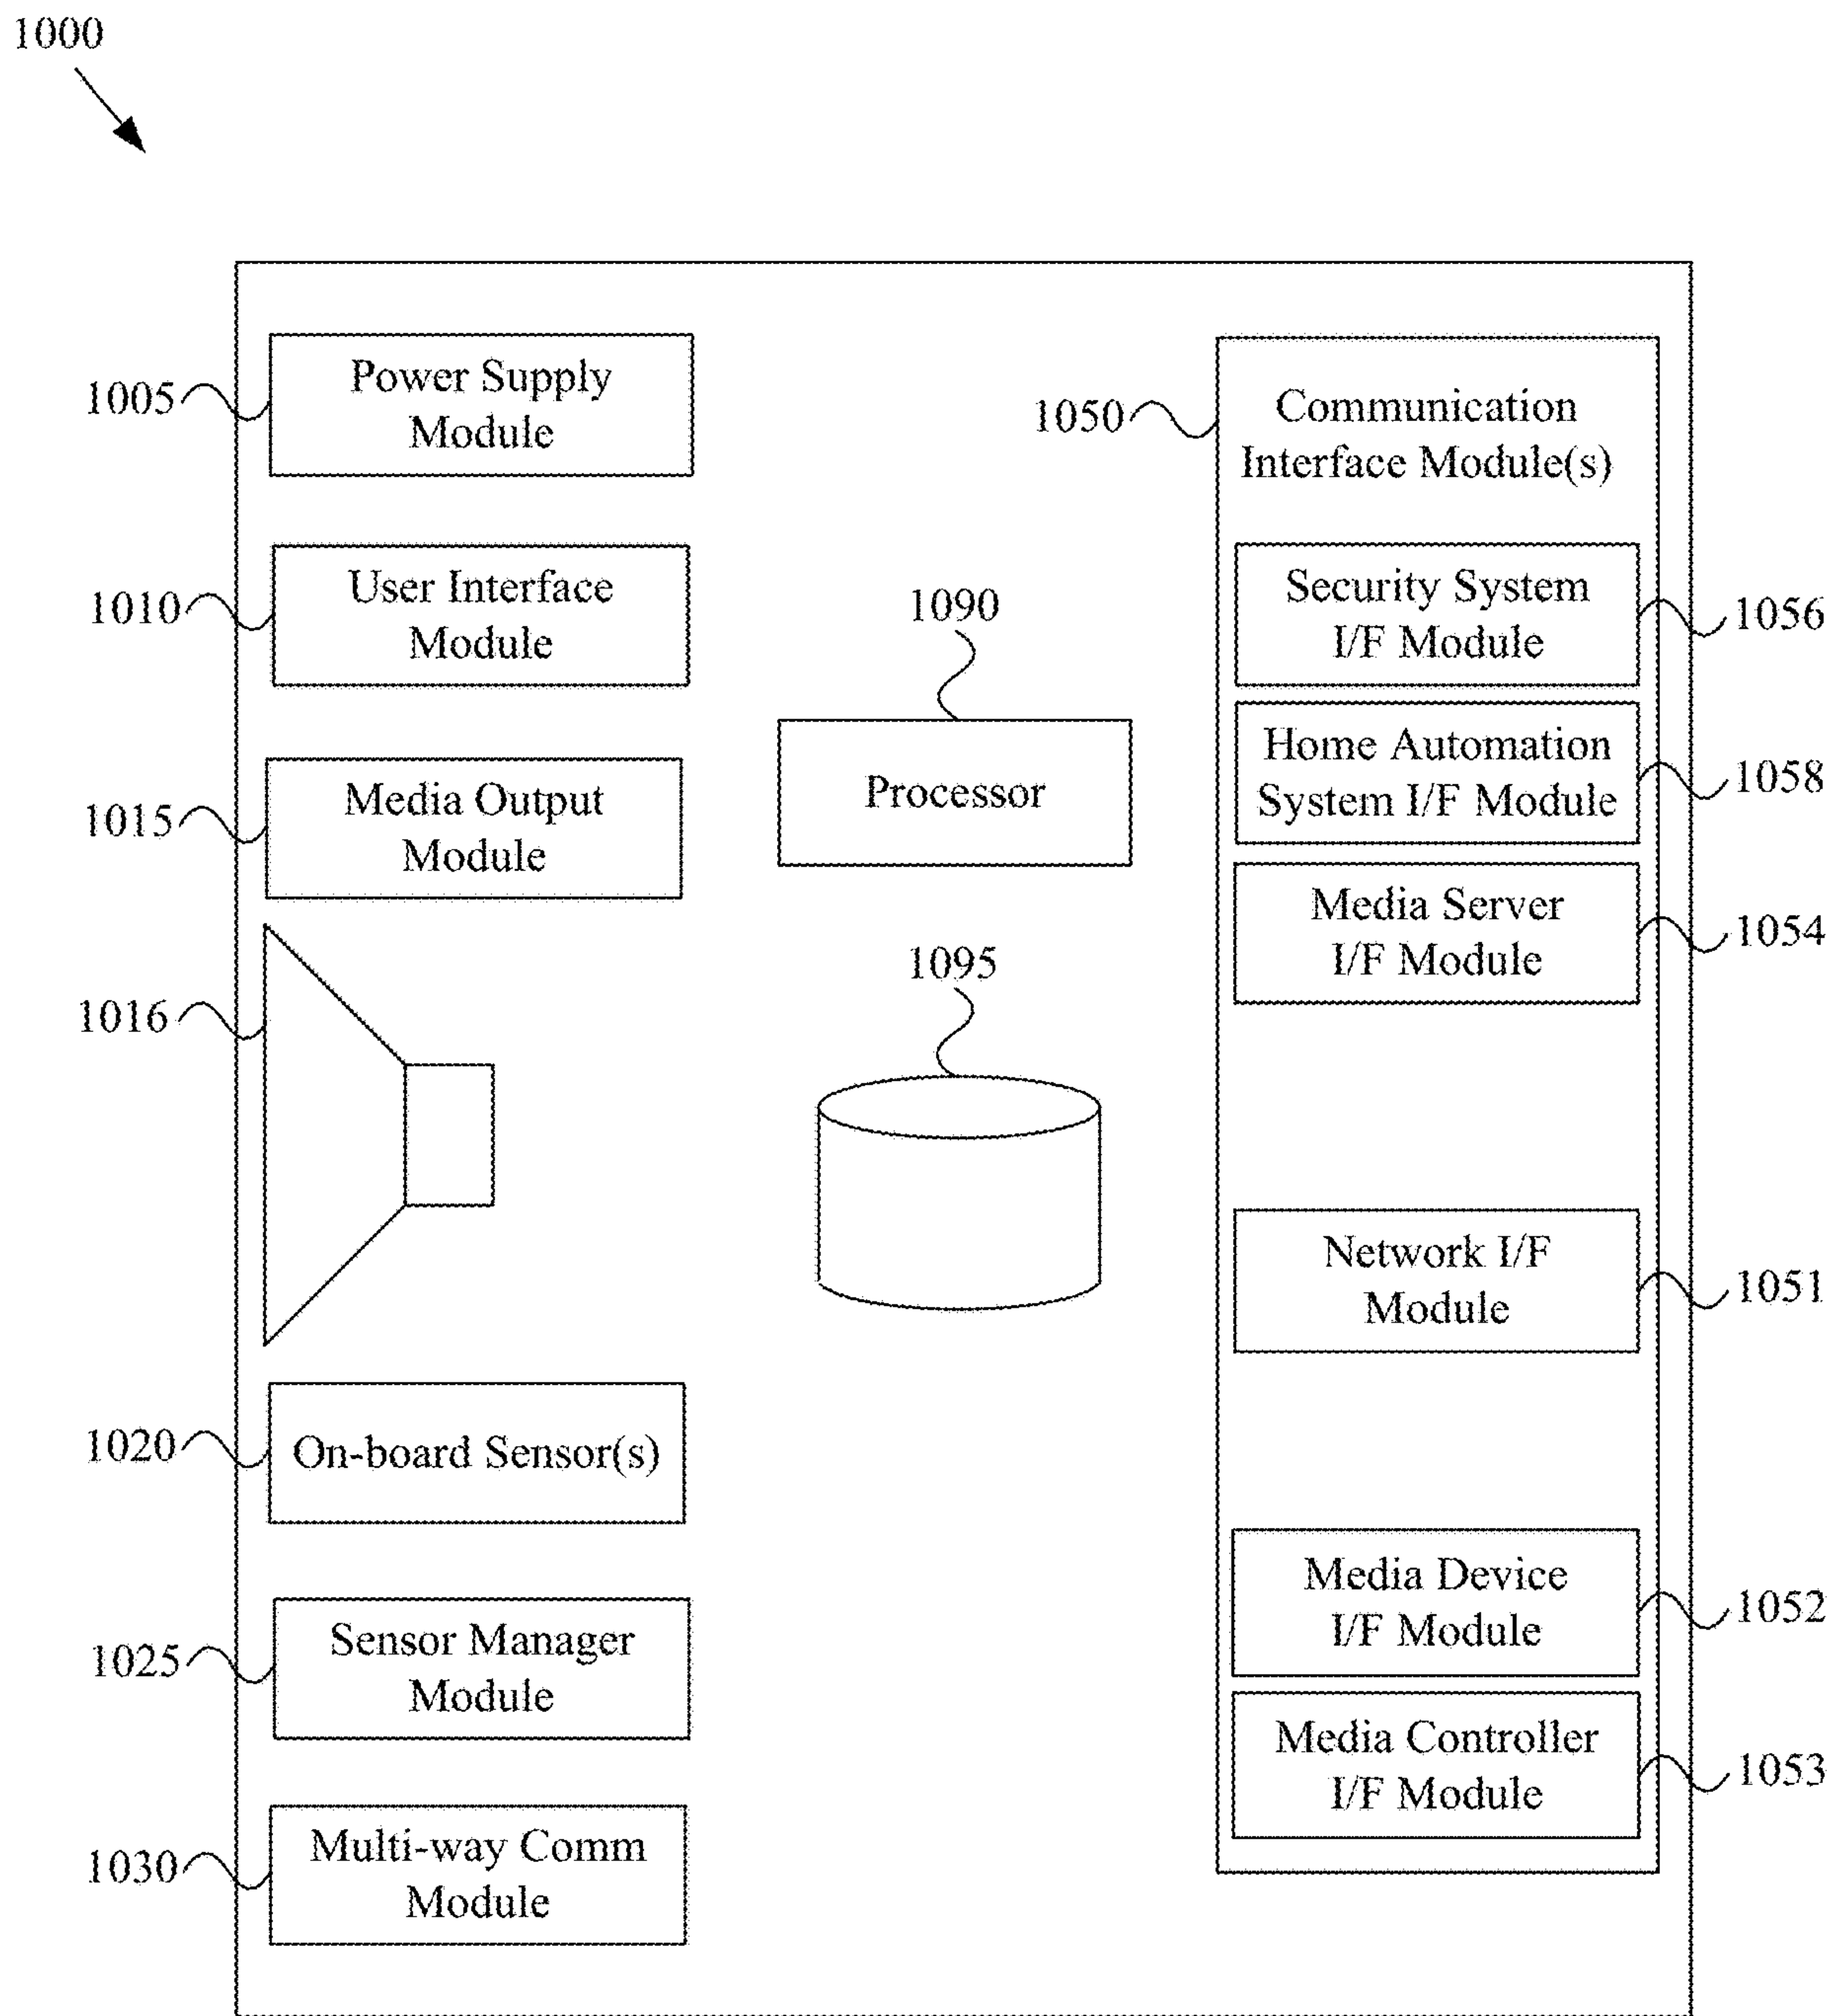 1000
1005
Power Supply
Module
1010
User Interface
Module
1015
Media Output
Module
1016
1020
On-board Sensor(s)
1025
Sensor Manager
Module
1030
Multi-way Comm
Module
1090
Processor
1095
1050
Communication
Interface Module(s)
Security System
I/F Module
1056
Home Automation
System I/F Module
1058
Media Server
I/F Module
1054
Network I/F
Module
1051
Media Device
I/F Module
1052
Media Controller
I/F Module
1053